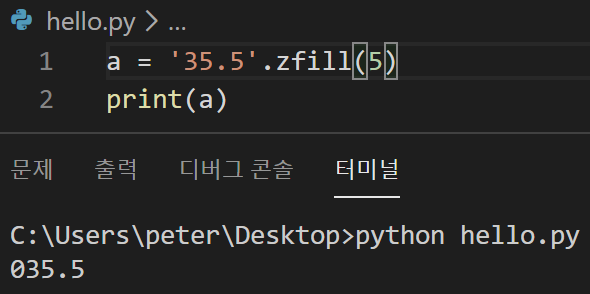 hello.py > ...
1 a = '35.5'.zfill(5)
2 print(a)
문제 출력 디버그 콘솔 터미널
C:\Users\peter\Desktop>python hello.py
035.5